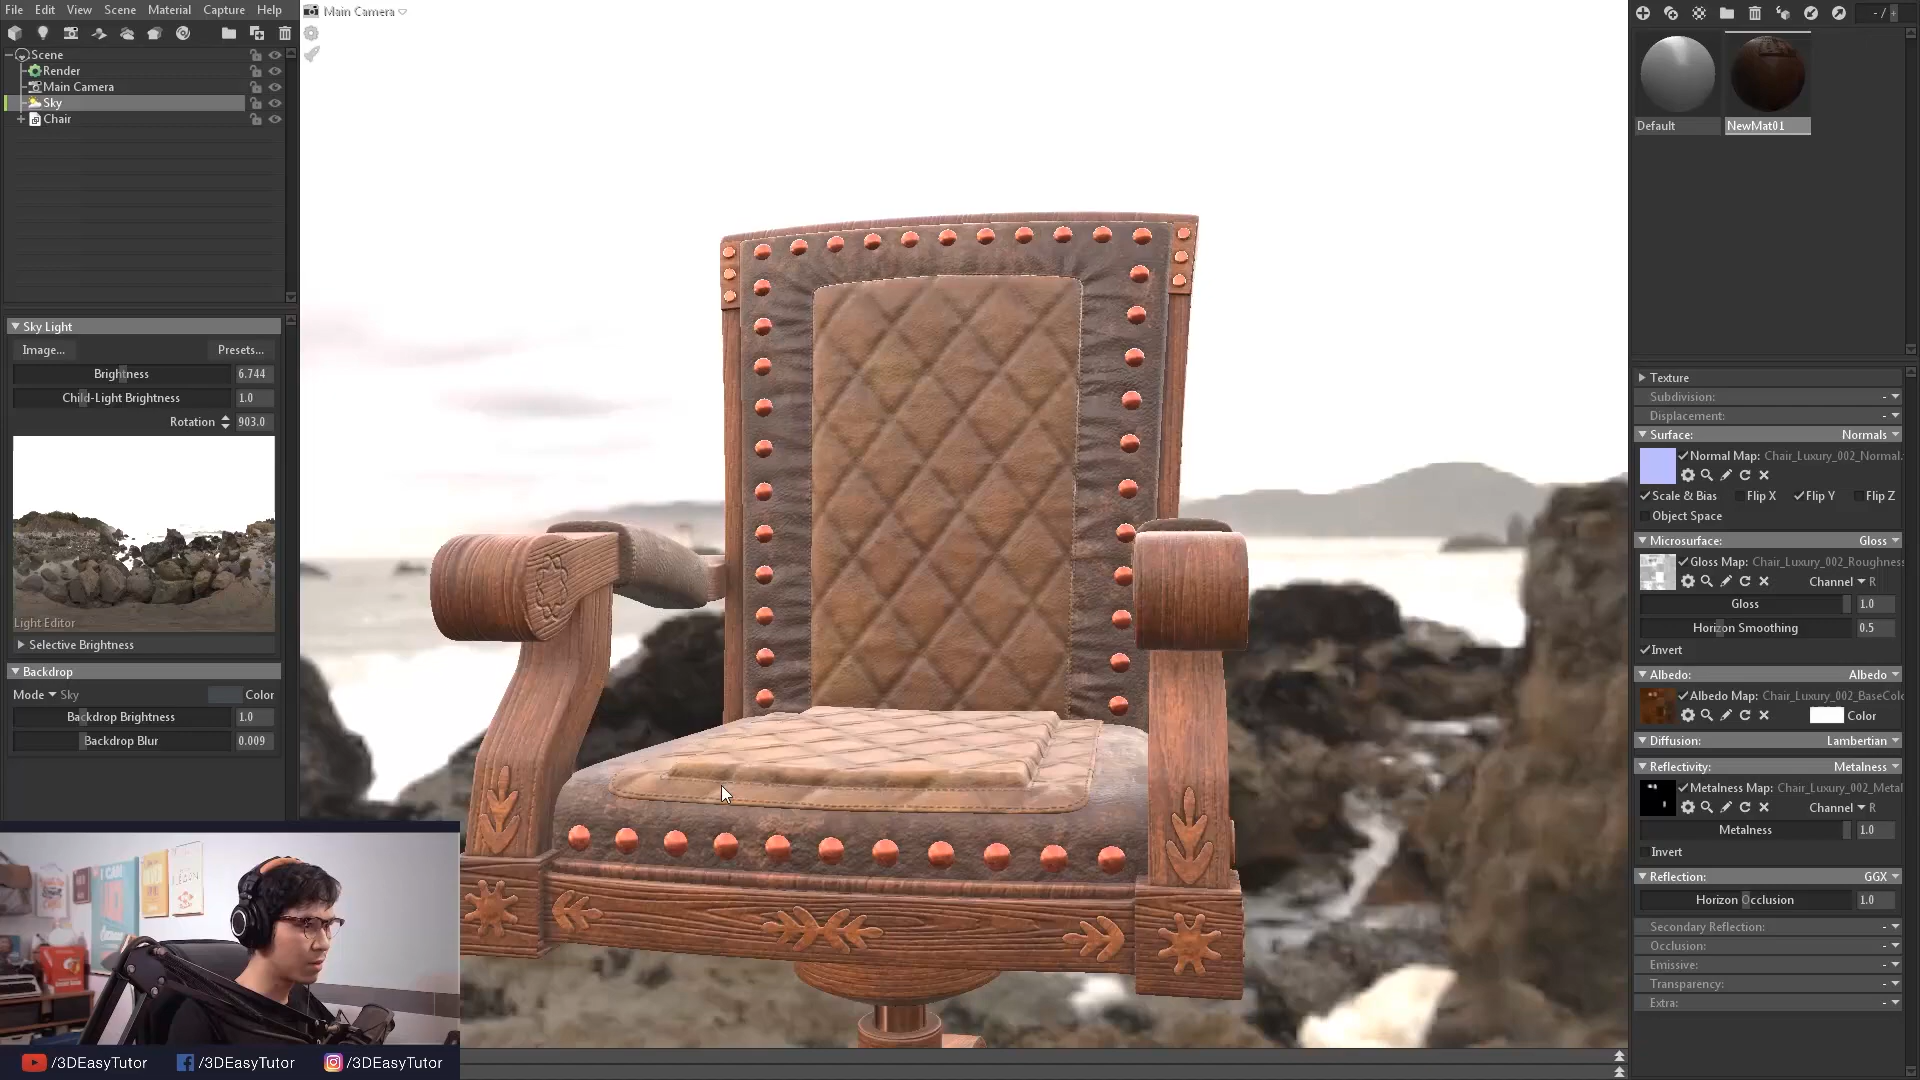 File Edit View Scene Material Capture Help
Scene
Render
Main Camera
Sky
Chair
Sky Light
Image... Presets...
Brightness 6.744
Child-Light Brightness 1.0
Rotation 903.0
Light Editor
Selective Brightness
Backdrop
Mode Sky Color
Backdrop Brightness 1.0
Backdrop Blur 0.009
/3DEasyTutor /3DEasyTutor /3DEasyTutor
Main Camera
- /
Default NewMat01
Texture
Subdivision: -
Displacement: -
Surface: Normals
Normal Map: Chair_Luxury_002_Normal.
Scale & Bias Flip X Flip Y Flip Z
Object Space
Microsurface: Gloss
Gloss Map: Chair_Luxury_002_Roughness
Channel R
Gloss 1.0
Horizon Smoothing 0.5
Invert
Albedo: Albedo
Albedo Map: Chair_Luxury_002_BaseColo
Color
Diffusion: Lambertian
Reflectivity: Metalness
Metalness Map: Chair_Luxury_002_Metal
Channel R
Metalness 1.0
Invert
Reflection: GGX
Horizon Occlusion 1.0
Secondary Reflection: -
Occlusion: -
Emissive: -
Transparency: -
Extra: -